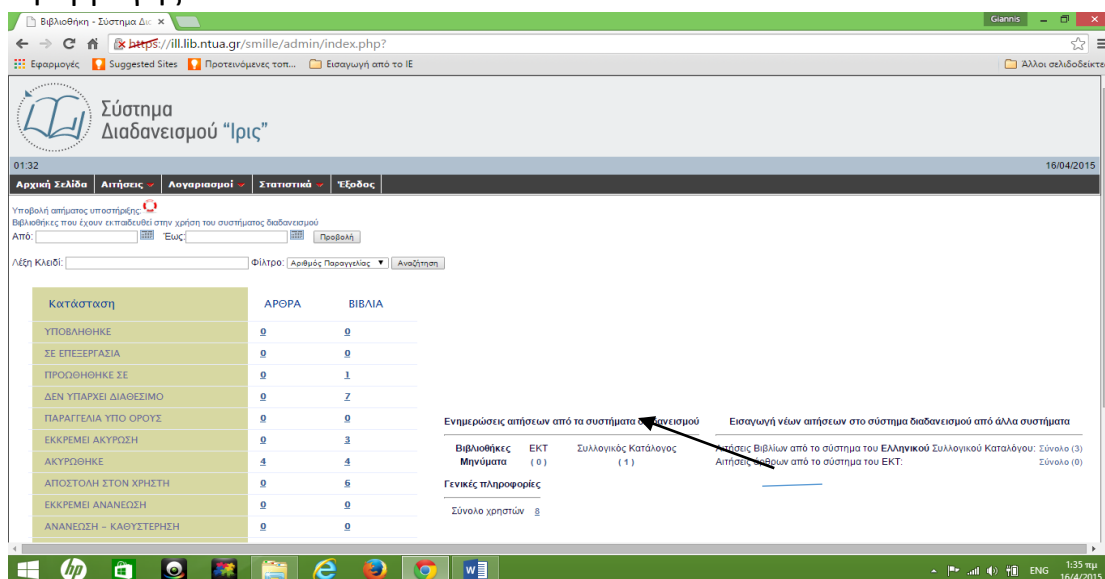 Βιβλιοθήκη - Σύστημα Δια
Giannis
https://ill.lib.ntua.gr/smille/admin/index.php?
Εφαρμογές Suggested Sites Προτεινόμενες τοπ... Εισαγωγή από το IE Άλλοι σελιδοδείκτε
Σύστημα
Διαδανεισμού “Ιρις”
01:32 16/04/2015
Αρχική Σελίδα Αιτήσεις Λογαριασμοί Στατιστικά Έξοδος
Υποβολή αιτήματος υποστήριξης:
Βιβλιοθήκες που έχουν εκπαιδευθεί στην χρήση του συστήματος διαδανεισμού
Από: Έως: Προβολή
Λέξη Κλειδί: Φίλτρο: Αριθμός Παραγγελίας Αναζήτηση
Κατάσταση ΑΡΘΡΑ ΒΙΒΛΙΑ
ΥΠΟΒΛΗΘΗΚΕ 0 0
ΣΕ ΕΠΕΞΕΡΓΑΣΙΑ 0 0
ΠΡΟΩΘΗΘΗΚΕ ΣΕ 0 1
ΔΕΝ ΥΠΑΡΧΕΙ ΔΙΑΘΕΣΙΜΟ 0 7
ΠΑΡΑΓΓΕΛΙΑ ΥΠΟ ΟΡΟΥΣ 0 0
ΕΚΚΡΕΜΕΙ ΑΚΥΡΩΣΗ 0 3
ΑΚΥΡΩΘΗΚΕ 4 4
ΑΠΟΣΤΟΛΗ ΣΤΟΝ ΧΡΗΣΤΗ 0 6
ΕΚΚΡΕΜΕΙ ΑΝΑΝΕΩΣΗ 0 0
ΑΝΑΝΕΩΣΗ - ΚΑΘΥΣΤΕΡΗΣΗ 0 0
Ενημερώσεις αιτήσεων από τα συστήματα διαδανεισμού
Βιβλιοθήκες ΕΚΤ Συλλογικός Κατάλογος
Μηνύματα ( 0 ) ( 1 )
Γενικές πληροφορίες
Σύνολο χρηστών 8
Εισαγωγή νέων αιτήσεων στο σύστημα διαδανεισμού από άλλα συστήματα
Αιτήσεις Βιβλίων από το σύστημα του Ελληνικού Συλλογικού Καταλόγου: Σύνολο (3)
Αιτήσεις άρθρων από το σύστημα του ΕΚΤ: Σύνολο (0)
ENG 1:35 πμ
16/4/2015